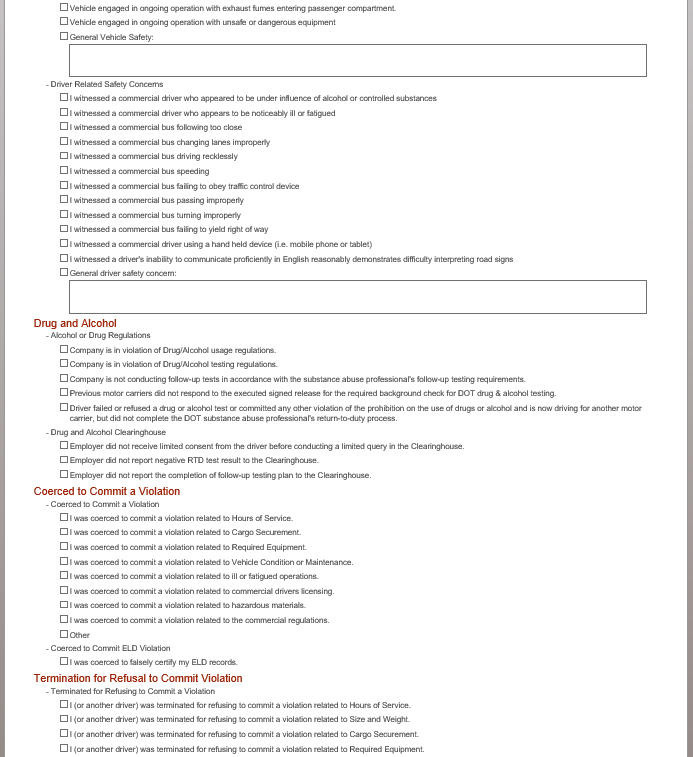 Vehicle engaged in ongoing operation with exhaust fumes entering passenger compartment.
Vehicle engaged in ongoing operation with unsafe or dangerous equipment
General Vehicle Safety:
- Driver Related Safety Concerns
I witnessed a commercial driver who appeared to be under influence of alcohol or controlled substances
I witnessed a commercial driver who appears to be noticeably ill or fatigued
I witnessed a commercial bus following too close
I witnessed a commercial bus changing lanes improperly
I witnessed a commercial bus driving recklessly
I witnessed a commercial bus speeding
I witnessed a commercial bus failing to obey traffic control device
I witnessed a commercial bus passing improperly
I witnessed a commercial bus turning improperly
I witnessed a commercial bus failing to yield right of way
I witnessed a commercial driver using a hand held device (i.e. mobile phone or tablet)
I witnessed a driver's inability to communicate proficiently in English reasonably demonstrates difficulty interpreting road signs
General driver safety concern:
Drug and Alcohol
- Alcohol or Drug Regulations
Company is in violation of Drug/Alcohol usage regulations.
Company is in violation of Drug/Alcohol testing regulations.
Company is not conducting follow-up tests in accordance with the substance abuse professional's follow-up testing requirements.
Previous motor carriers did not respond to the executed signed release for the required background check for DOT drug & alcohol testing.
Driver failed or refused a drug or alcohol test or committed any other violation of the prohibition on the use of drugs or alcohol and is now driving for another motor
carrier, but did not complete the DOT substance abuse professional's return-to-duty process.
- Drug and Alcohol Clearinghouse
Employer did not receive limited consent from the driver before conducting a limited query in the Clearinghouse.
Employer did not report negative RTD test result to the Clearinghouse.
Employer did not report the completion of follow-up testing plan to the Clearinghouse.
Coerced to Commit a Violation
- Coerced to Commit a Violation
I was coerced to commit a violation related to Hours of Service.
I was coerced to commit a violation related to Cargo Securement.
I was coerced to commit a violation related to Required Equipment.
I was coerced to commit a violation related to Vehicle Condition or Maintenance.
I was coerced to commit a violation related to ill or fatigued operations.
I was coerced to commit a violation related to commercial drivers licensing.
I was coerced to commit a violation related to hazardous materials.
I was coerced to commit a violation related to the commercial regulations.
Other
- Coerced to Commit ELD Violation
I was coerced to falsely certify my ELD records.
Termination for Refusal to Commit Violation
- Terminated for Refusing to Commit a Violation
I (or another driver) was terminated for refusing to commit a violation related to Hours of Service.
I (or another driver) was terminated for refusing to commit a violation related to Size and Weight.
I (or another driver) was terminated for refusing to commit a violation related to Cargo Securement.
I (or another driver) was terminated for refusing to commit a violation related to Required Equipment.